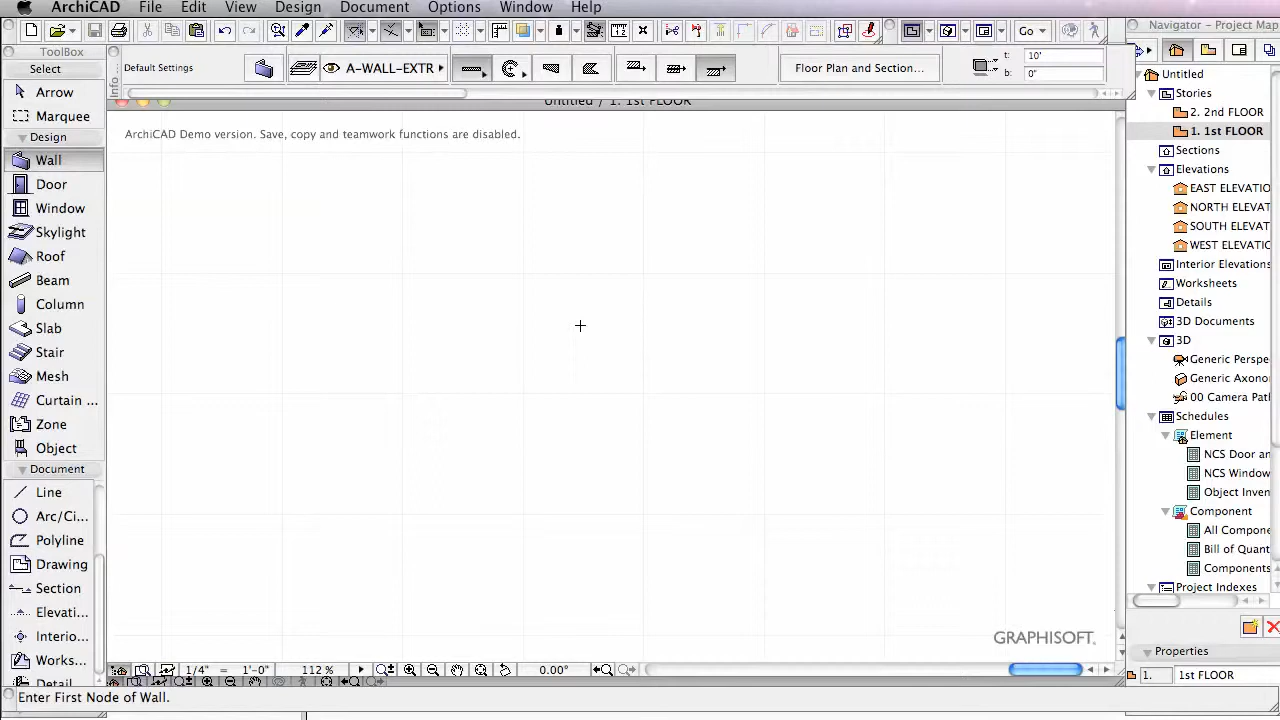 ArchiCAD File Edit View Design Document Options Window Help
Navigator - Project Map
Go
ToolBox
Select
Arrow
Marquee
Design
Wall
Door
Window
Skylight
Roof
Beam
Column
Slab
Stair
Mesh
Curtain ...
Zone
Object
Document
Line
Arc/Ci...
Polyline
Drawing
Section
Elevati...
Interio...
Works...
Detail
Info
Default Settings
A-WALL-EXTR
Floor Plan and Section...
t: 10'
b: 0"
Untitled / 1. 1st FLOOR
ArchiCAD Demo version. Save, copy and teamwork functions are disabled.
GRAPHISOFT.
1/4" = 1'-0" 112 % 0.00°
Enter First Node of Wall.
Untitled
Stories
2. 2nd FLOOR
1. 1st FLOOR
Sections
Elevations
EAST ELEVATIO
NORTH ELEVAT
SOUTH ELEVAT
WEST ELEVATIO
Interior Elevations
Worksheets
Details
3D Documents
3D
Generic Perspe
Generic Axono
00 Camera Path
Schedules
Element
NCS Door an
NCS Window
Object Inven
Component
All Compone
Bill of Quant
Components
Project Indexes
Properties
1. 1st FLOOR